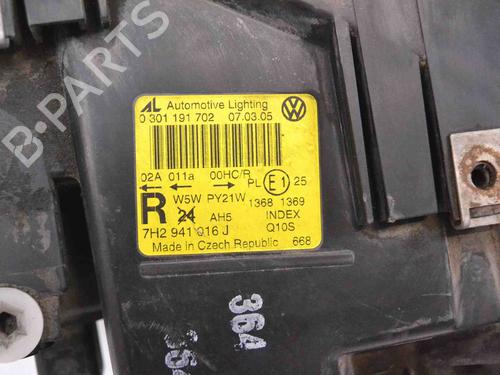 AL Automotive Lighting
0 301 191 702 07.03.05
02A 011a 00HC/R
PL E1 25
R W5W PY21W 1368 1369
24 AH5 INDEX
7H2 941 016 J Q10S
Made in Czech Republic 668
364
B-Parts